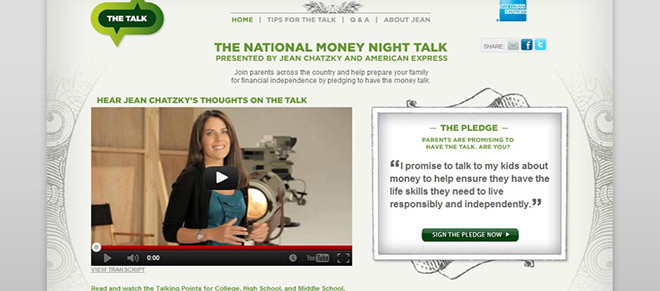 THE TALK
HOME | TIPS FOR THE TALK | Q & A | ABOUT JEAN
AMERICAN EXPRESS
SHARE:
THE NATIONAL MONEY NIGHT TALK
PRESENTED BY JEAN CHATZKY AND AMERICAN EXPRESS
Join parents across the country and help prepare your family
for financial independence by pledging to have the money talk.
HEAR JEAN CHATZKY'S THOUGHTS ON THE TALK
0:00
YouTube
VIEW TRANSCRIPT
Read and watch the Talking Points for College, High School, and Middle School,
— THE PLEDGE —
PARENTS ARE PROMISING TO
HAVE THE TALK. ARE YOU?
“I promise to talk to my kids about
money to help ensure they have the
life skills they need to live
responsibly and independently.”
SIGN THE PLEDGE NOW